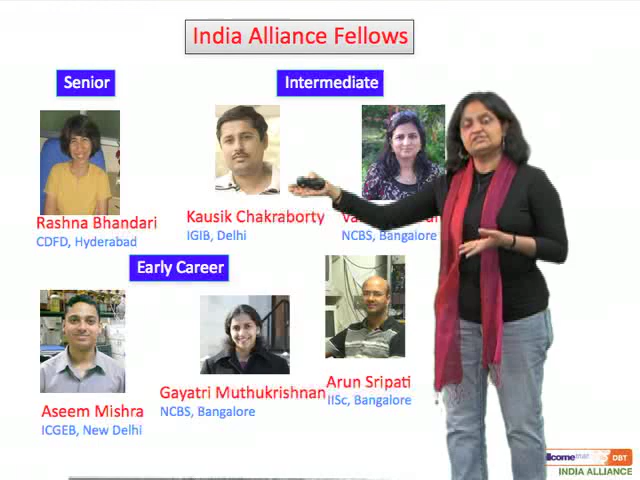 India Alliance Fellows
Senior
Intermediate
Rashna Bhandari
CDFD, Hyderabad
Kausik Chakraborty
IGIB, Delhi
NCBS, Bangalore
Early Career
Aseem Mishra
ICGEB, New Delhi
Gayatri Muthukrishnan
NCBS, Bangalore
Arun Sripati
IISc, Bangalore
DBT
INDIA ALLIANCE